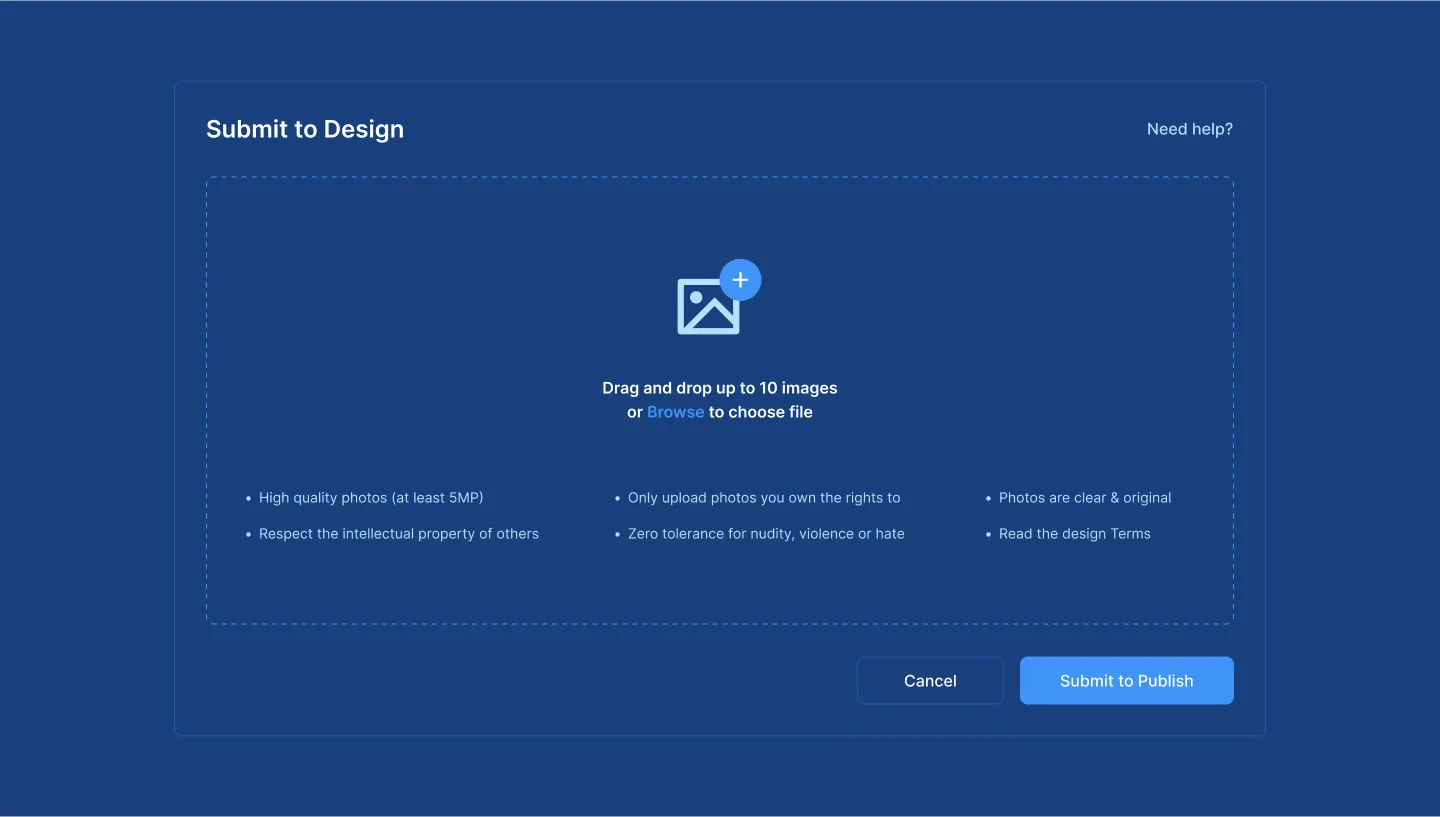 Submit to Design
Need help?
Drag and drop up to 10 images
or Browse to choose file
• High quality photos (at least 5MP)
• Only upload photos you own the rights to
• Photos are clear & original
• Respect the intellectual property of others
• Zero tolerance for nudity, violence or hate
• Read the design Terms
Cancel
Submit to Publish